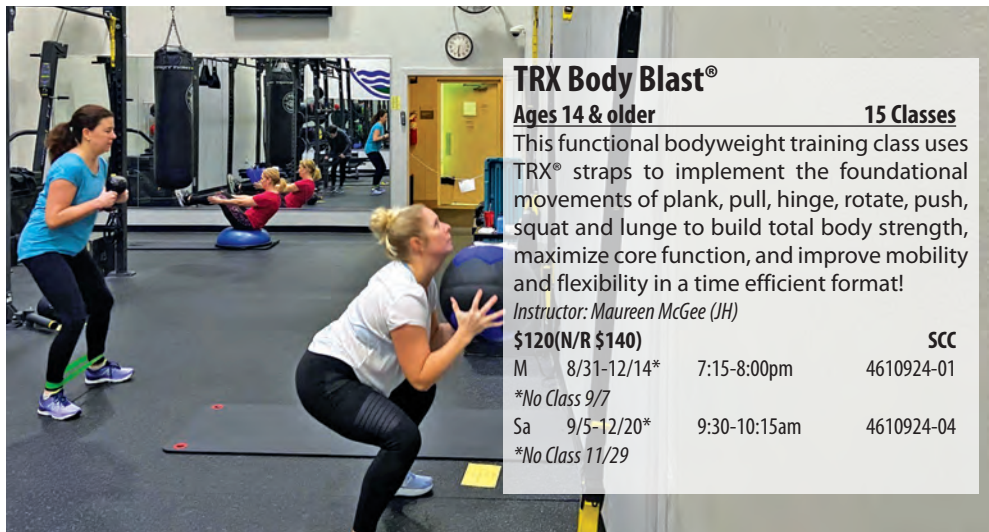 TRX Body Blast®
Ages 14 & older 15 Classes
This functional bodyweight training class uses
TRX® straps to implement the foundational
movements of plank, pull, hinge, rotate, push,
squat and lunge to build total body strength,
maximize core function, and improve mobility
and flexibility in a time efficient format!
Instructor: Maureen McGee (JH)
$120(N/R $140) SCC
M 8/31-12/14* 7:15-8:00pm 4610924-01
*No Class 9/7
Sa 9/5-12/20* 9:30-10:15am 4610924-04
*No Class 11/29